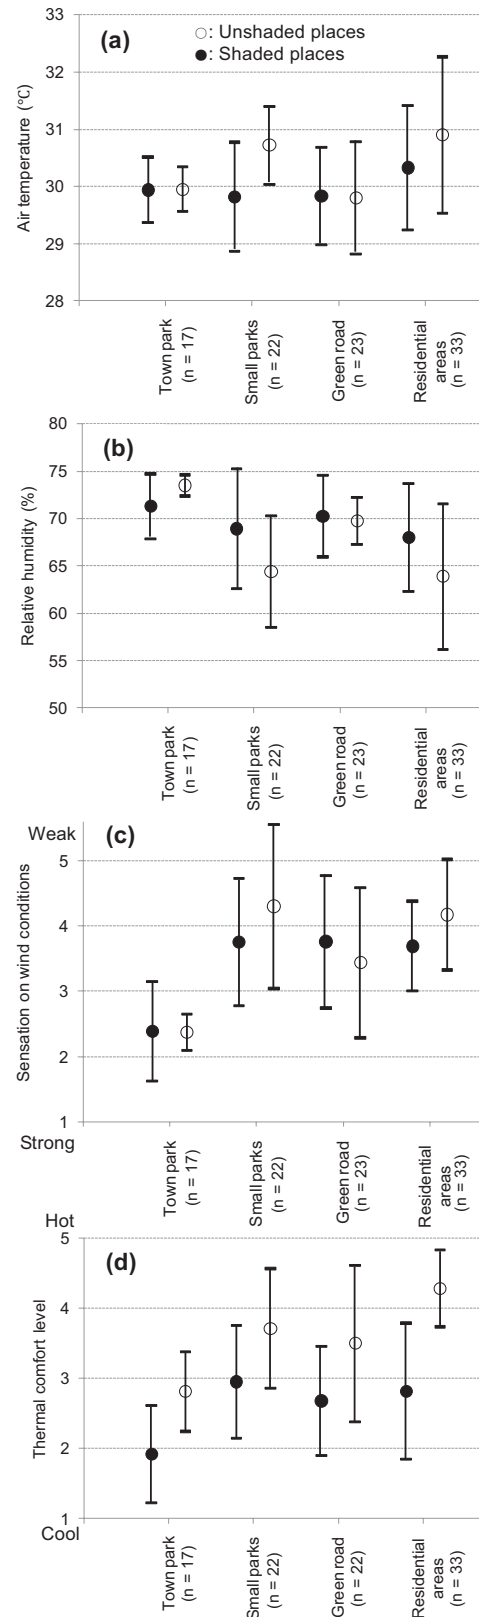 (a)
○: Unshaded places
●: Shaded places
Air temperature (℃)
33
32
31
30
29
28
Town park
(n = 17)
Small parks
(n = 22)
Green road
(n = 23)
Residential
areas
(n = 33)
(b)
Relative humidity (%)
80
75
70
65
60
55
50
Town park
(n = 17)
Small parks
(n = 22)
Green road
(n = 23)
Residential
areas
(n = 33)
Weak
(c)
Sensation on wind conditions
5
4
3
2
1
Strong
Town park
(n = 17)
Small parks
(n = 22)
Green road
(n = 23)
Residential
areas
(n = 33)
Hot
(d)
Thermal comfort level
5
4
3
2
1
Cool
Town park
(n = 17)
Small parks
(n = 22)
Green road
(n = 22)
Residential
areas
(n = 33)